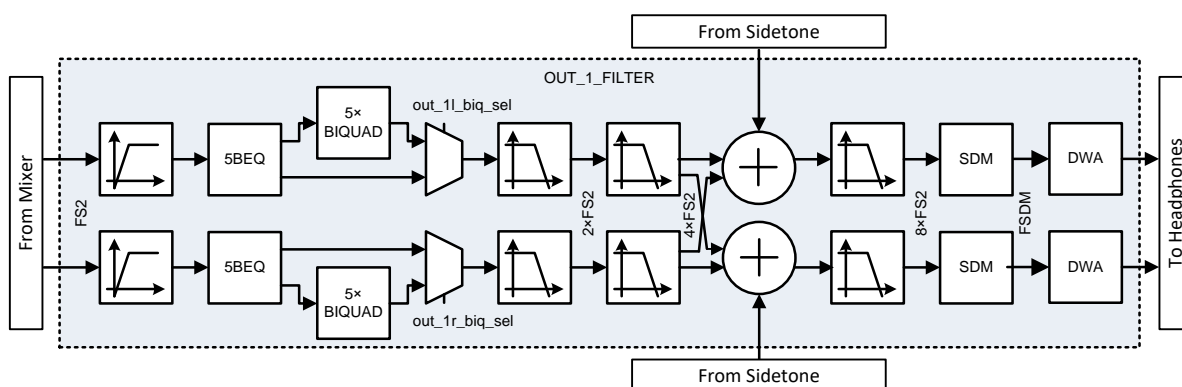 From Sidetone
OUT_1_FILTER
From Mixer
FS2
5BEQ
5×
BIQUAD
out_1l_biq_sel
2×FS2
4×FS2
8×FS2
SDM
FSDM
DWA
To Headphones
5BEQ
5×
BIQUAD
out_1r_biq_sel
SDM
DWA
From Sidetone